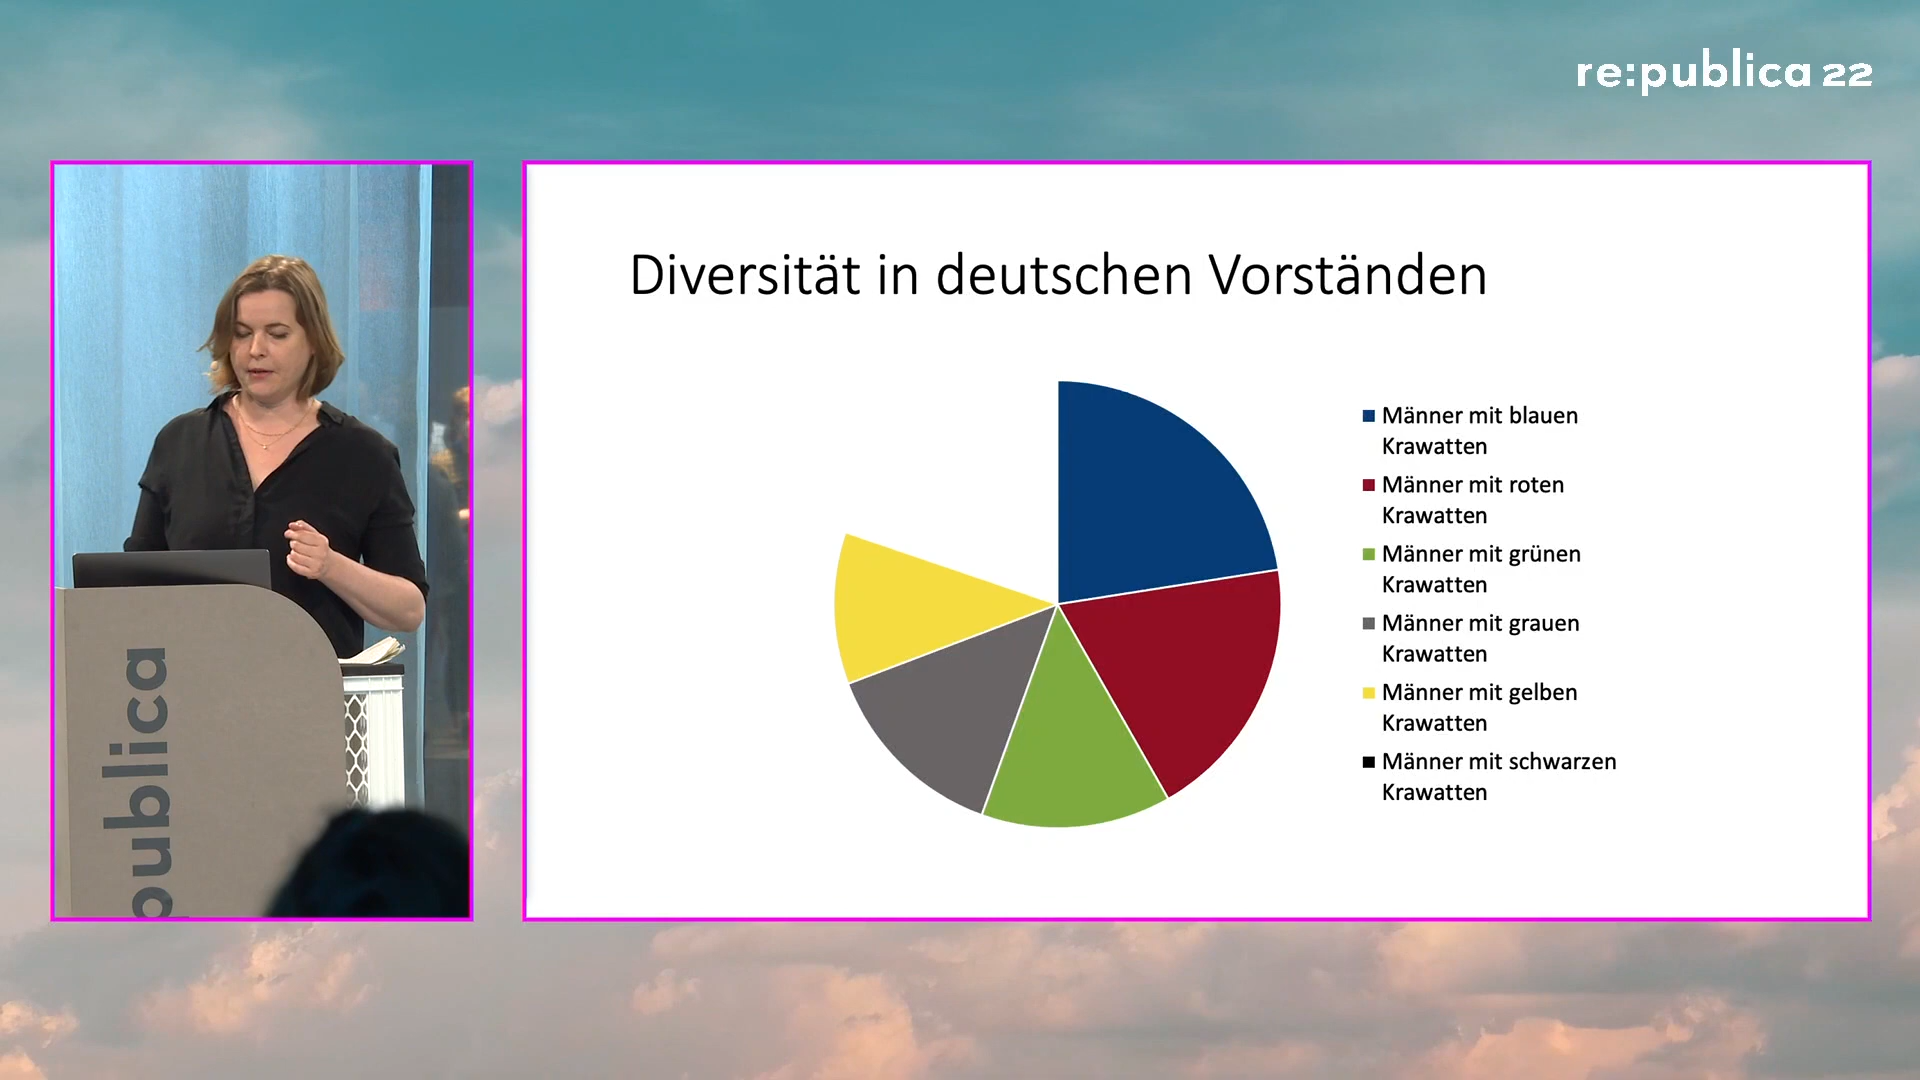 re:publica 22
Diversität in deutschen Vorständen
Männer mit blauen
Krawatten
Männer mit roten
Krawatten
Männer mit grünen
Krawatten
Männer mit grauen
Krawatten
Männer mit gelben
Krawatten
Männer mit schwarzen
Krawatten
publica